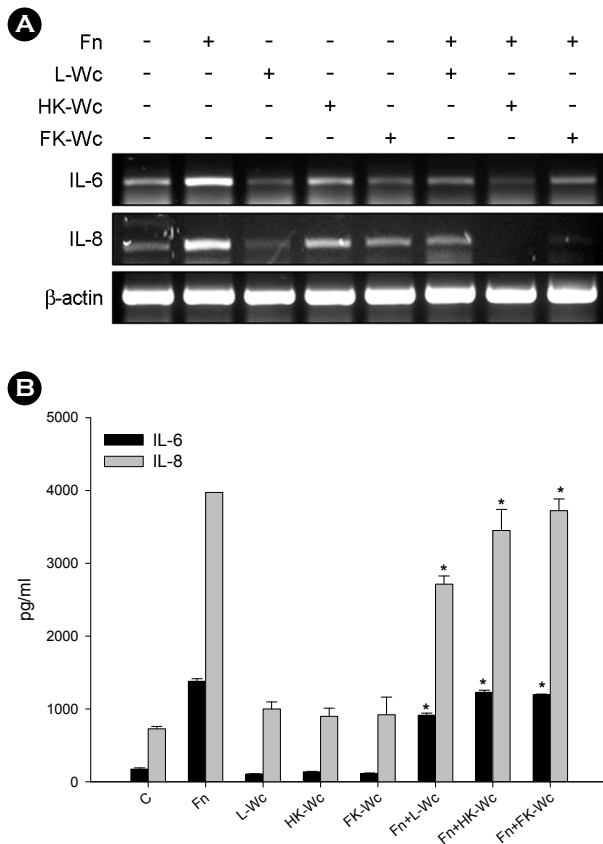 A
Fn - + - - - + + +
L-Wc - - + - - + - -
HK-Wc - - - + - - + -
FK-Wc - - - - + - - +
IL-6
IL-8
β-actin
B
5000
IL-6
IL-8
4000
* * *
3000
pg/ml
2000
* * *
1000
0
C Fn L-Wc HK-Wc FK-Wc Fn+L-Wc Fn+HK-Wc Fn+FK-Wc